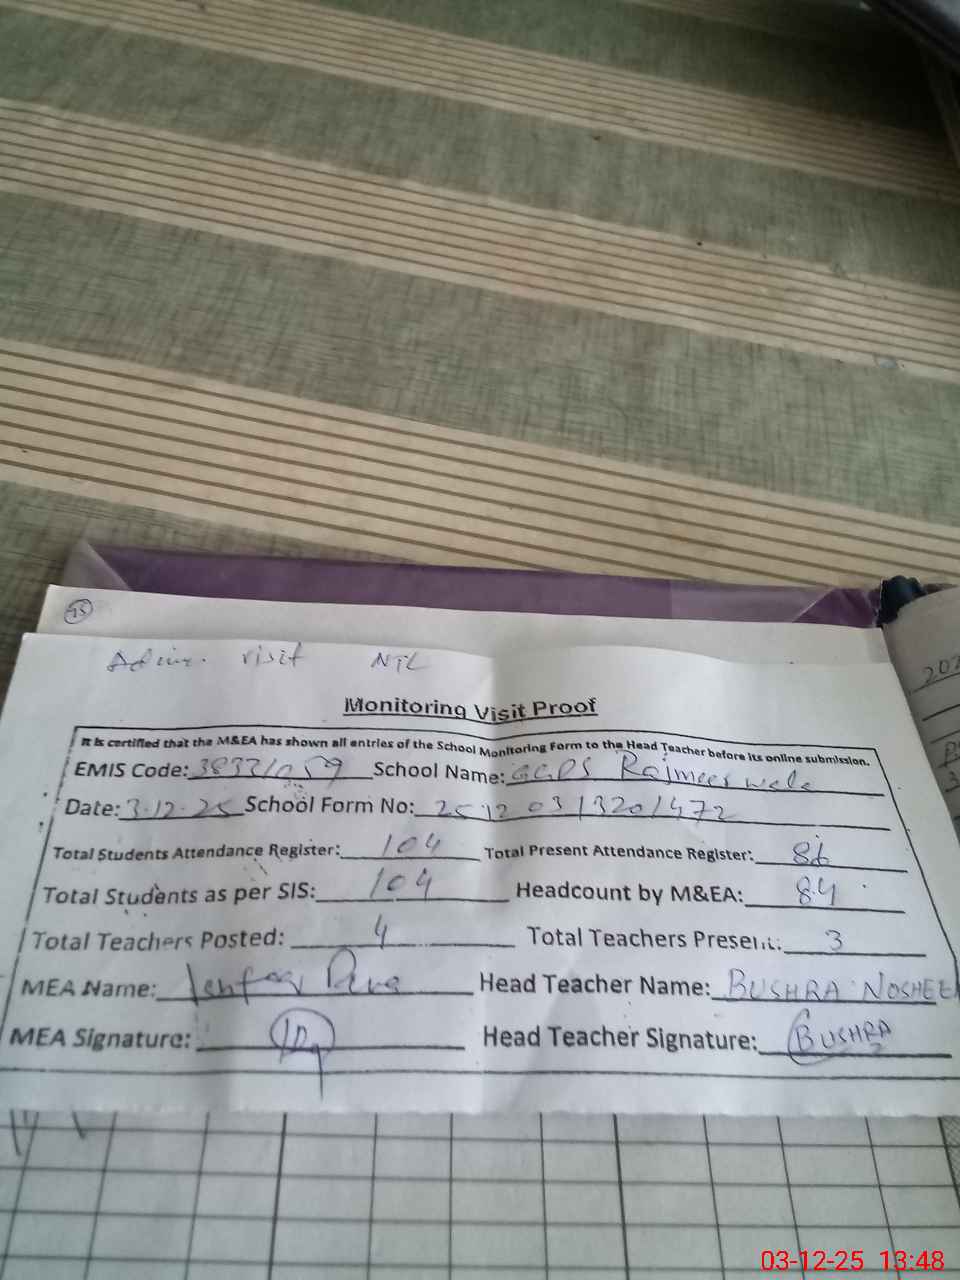 75
visit NTL
Monitoring Visit Proof
It is certified that the M&EA has shown all entries of the School Monitoring Form to the Head Teacher before its online submission.
EMIS Code: 38321059 School Name: GGPS Rajmeeswala
Date: 3.12.25 School Form No: 25120313201472
Total Students Attendance Register: 104 Total Present Attendance Register: 86
Total Students as per SIS: 104 Headcount by M&EA: 84
Total Teachers Posted: 4 Total Teachers Present: 3
MEA Name: Head Teacher Name: BUSHRA NOSHEE
MEA Signature: Head Teacher Signature: BUSHRA
03-12-25 13:48